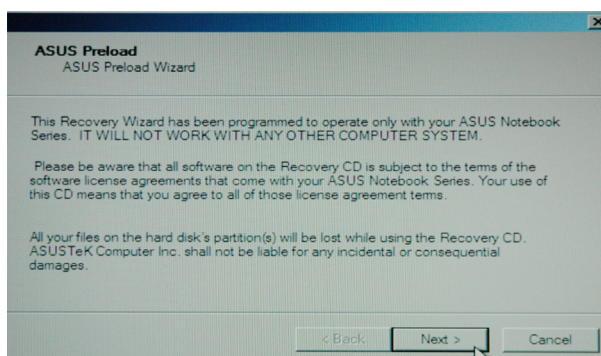 ASUS Preload
ASUS Preload Wizard
This Recovery Wizard has been programmed to operate only with your ASUS Notebook
Series. IT WILL NOT WORK WITH ANY OTHER COMPUTER SYSTEM.
Please be aware that all software on the Recovery CD is subject to the terms of the
software license agreements that come with your ASUS Notebook Series. Your use of
this CD means that you agree to all of those license agreement terms.
All your files on the hard disk's partition(s) will be lost while using the Recovery CD.
ASUSTeK Computer Inc. shall not be liable for any incidental or consequential
damages.
< Back Next > Cancel